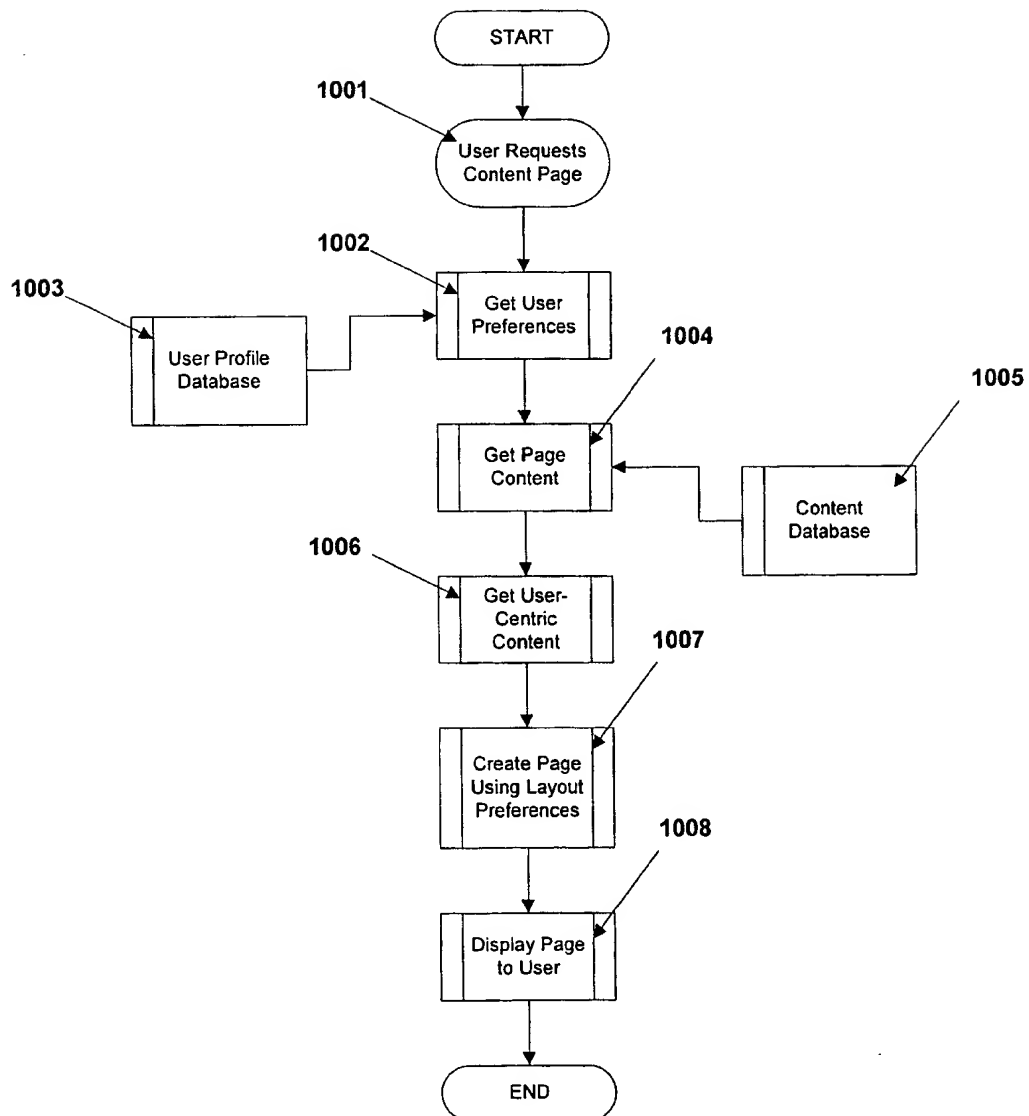 START
1001
User Requests
Content Page
1002
Get User
Preferences
1003
User Profile
Database
1004
Get Page
Content
1005
Content
Database
1006
Get User-
Centric
Content
1007
Create Page
Using Layout
Preferences
1008
Display Page
to User
END